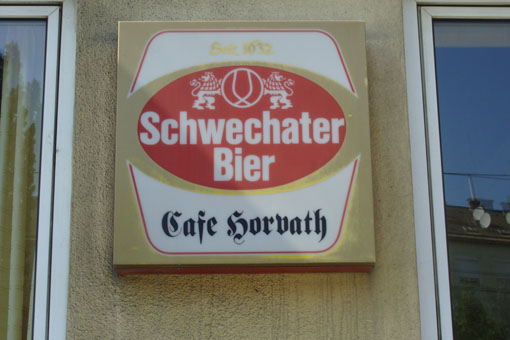 Seit 1632
Schwechater
Bier
Cafe Horvath